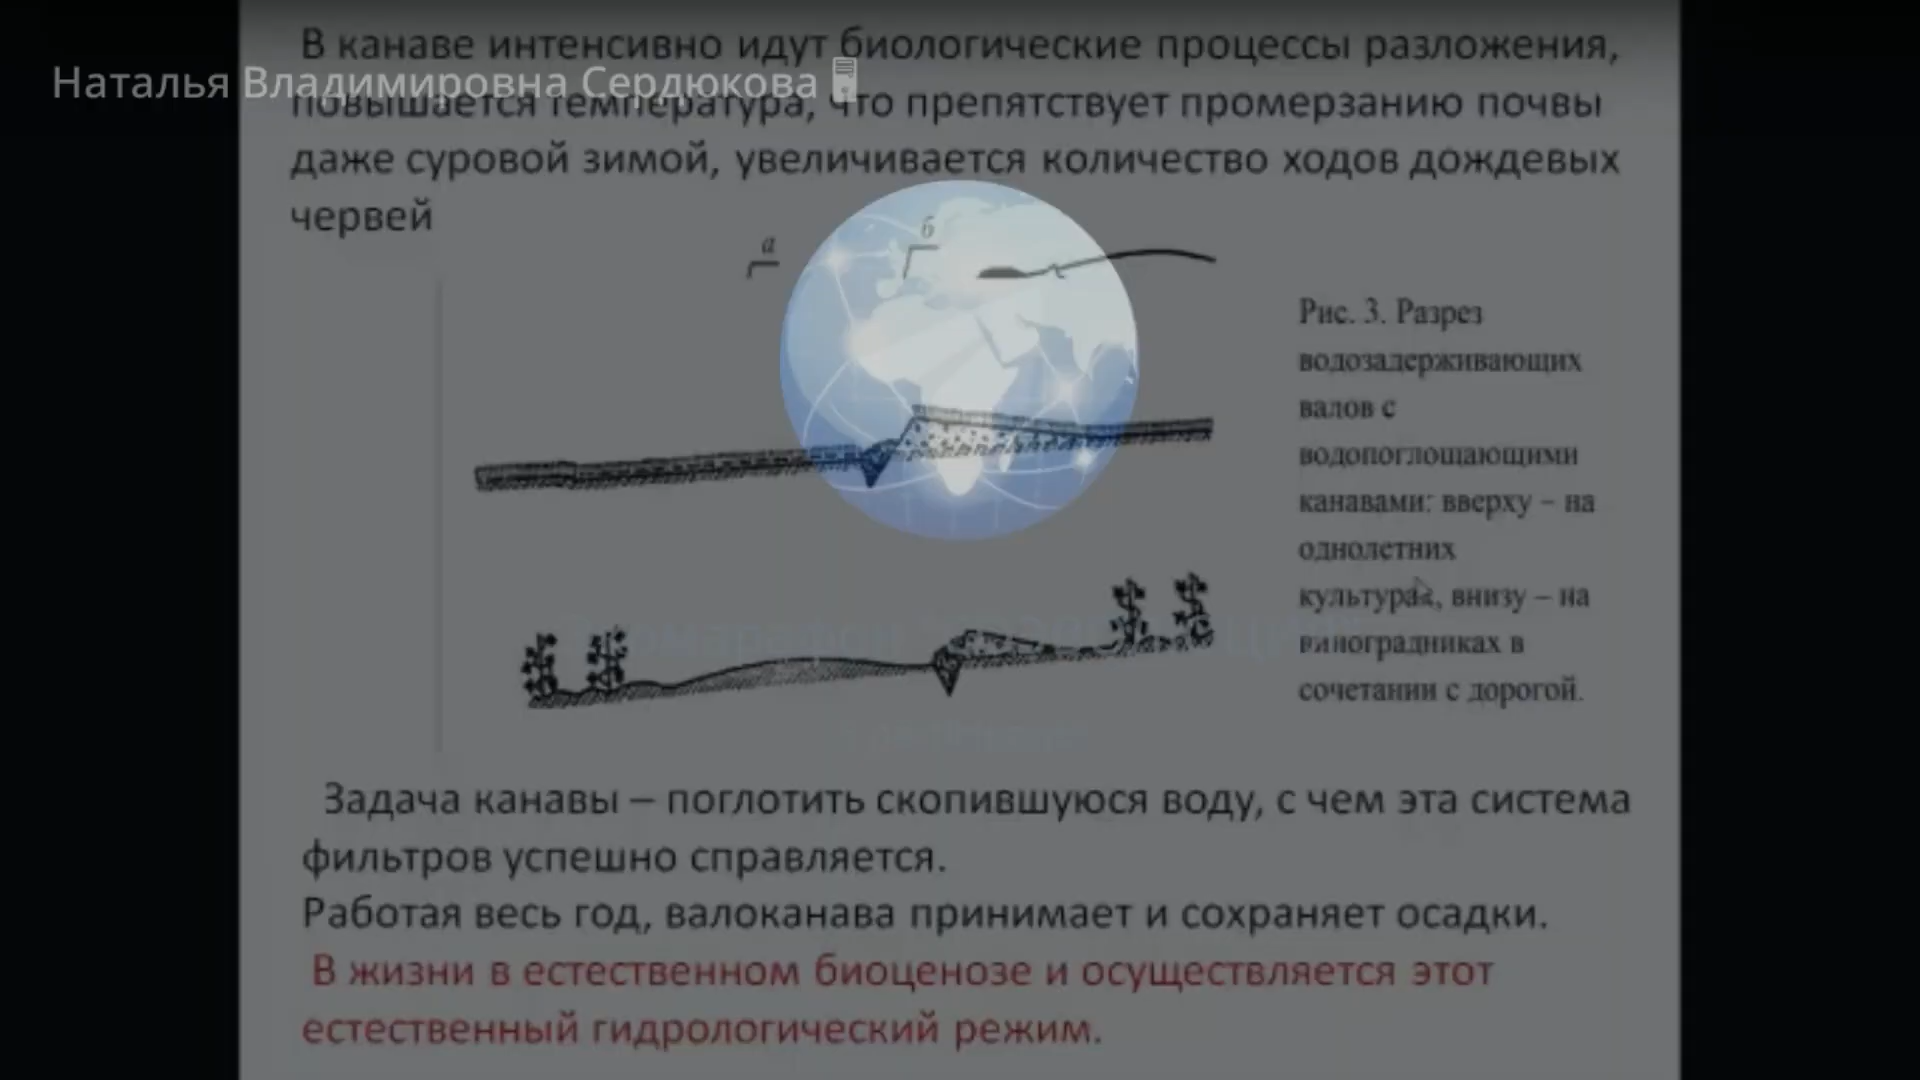 В канаве интенсивно идут биологические процессы разложения,
Наталья Владимировна Сердюкова
повышается температура, что препятствует промерзанию почвы
даже суровой зимой, увеличивается количество ходов дождевых
червей
а
б
Рис. 3. Разрез
водозадерживающих
валов с
водопоглощающими
канавами: вверху – на
однолетних
культурах, внизу – на
виноградниках в
сочетании с дорогой.
Задача канавы – поглотить скопившуюся воду, с чем эта система
фильтров успешно справляется.
Работая весь год, валоканава принимает и сохраняет осадки.
В жизни в естественном биоценозе и осуществляется этот
естественный гидрологический режим.